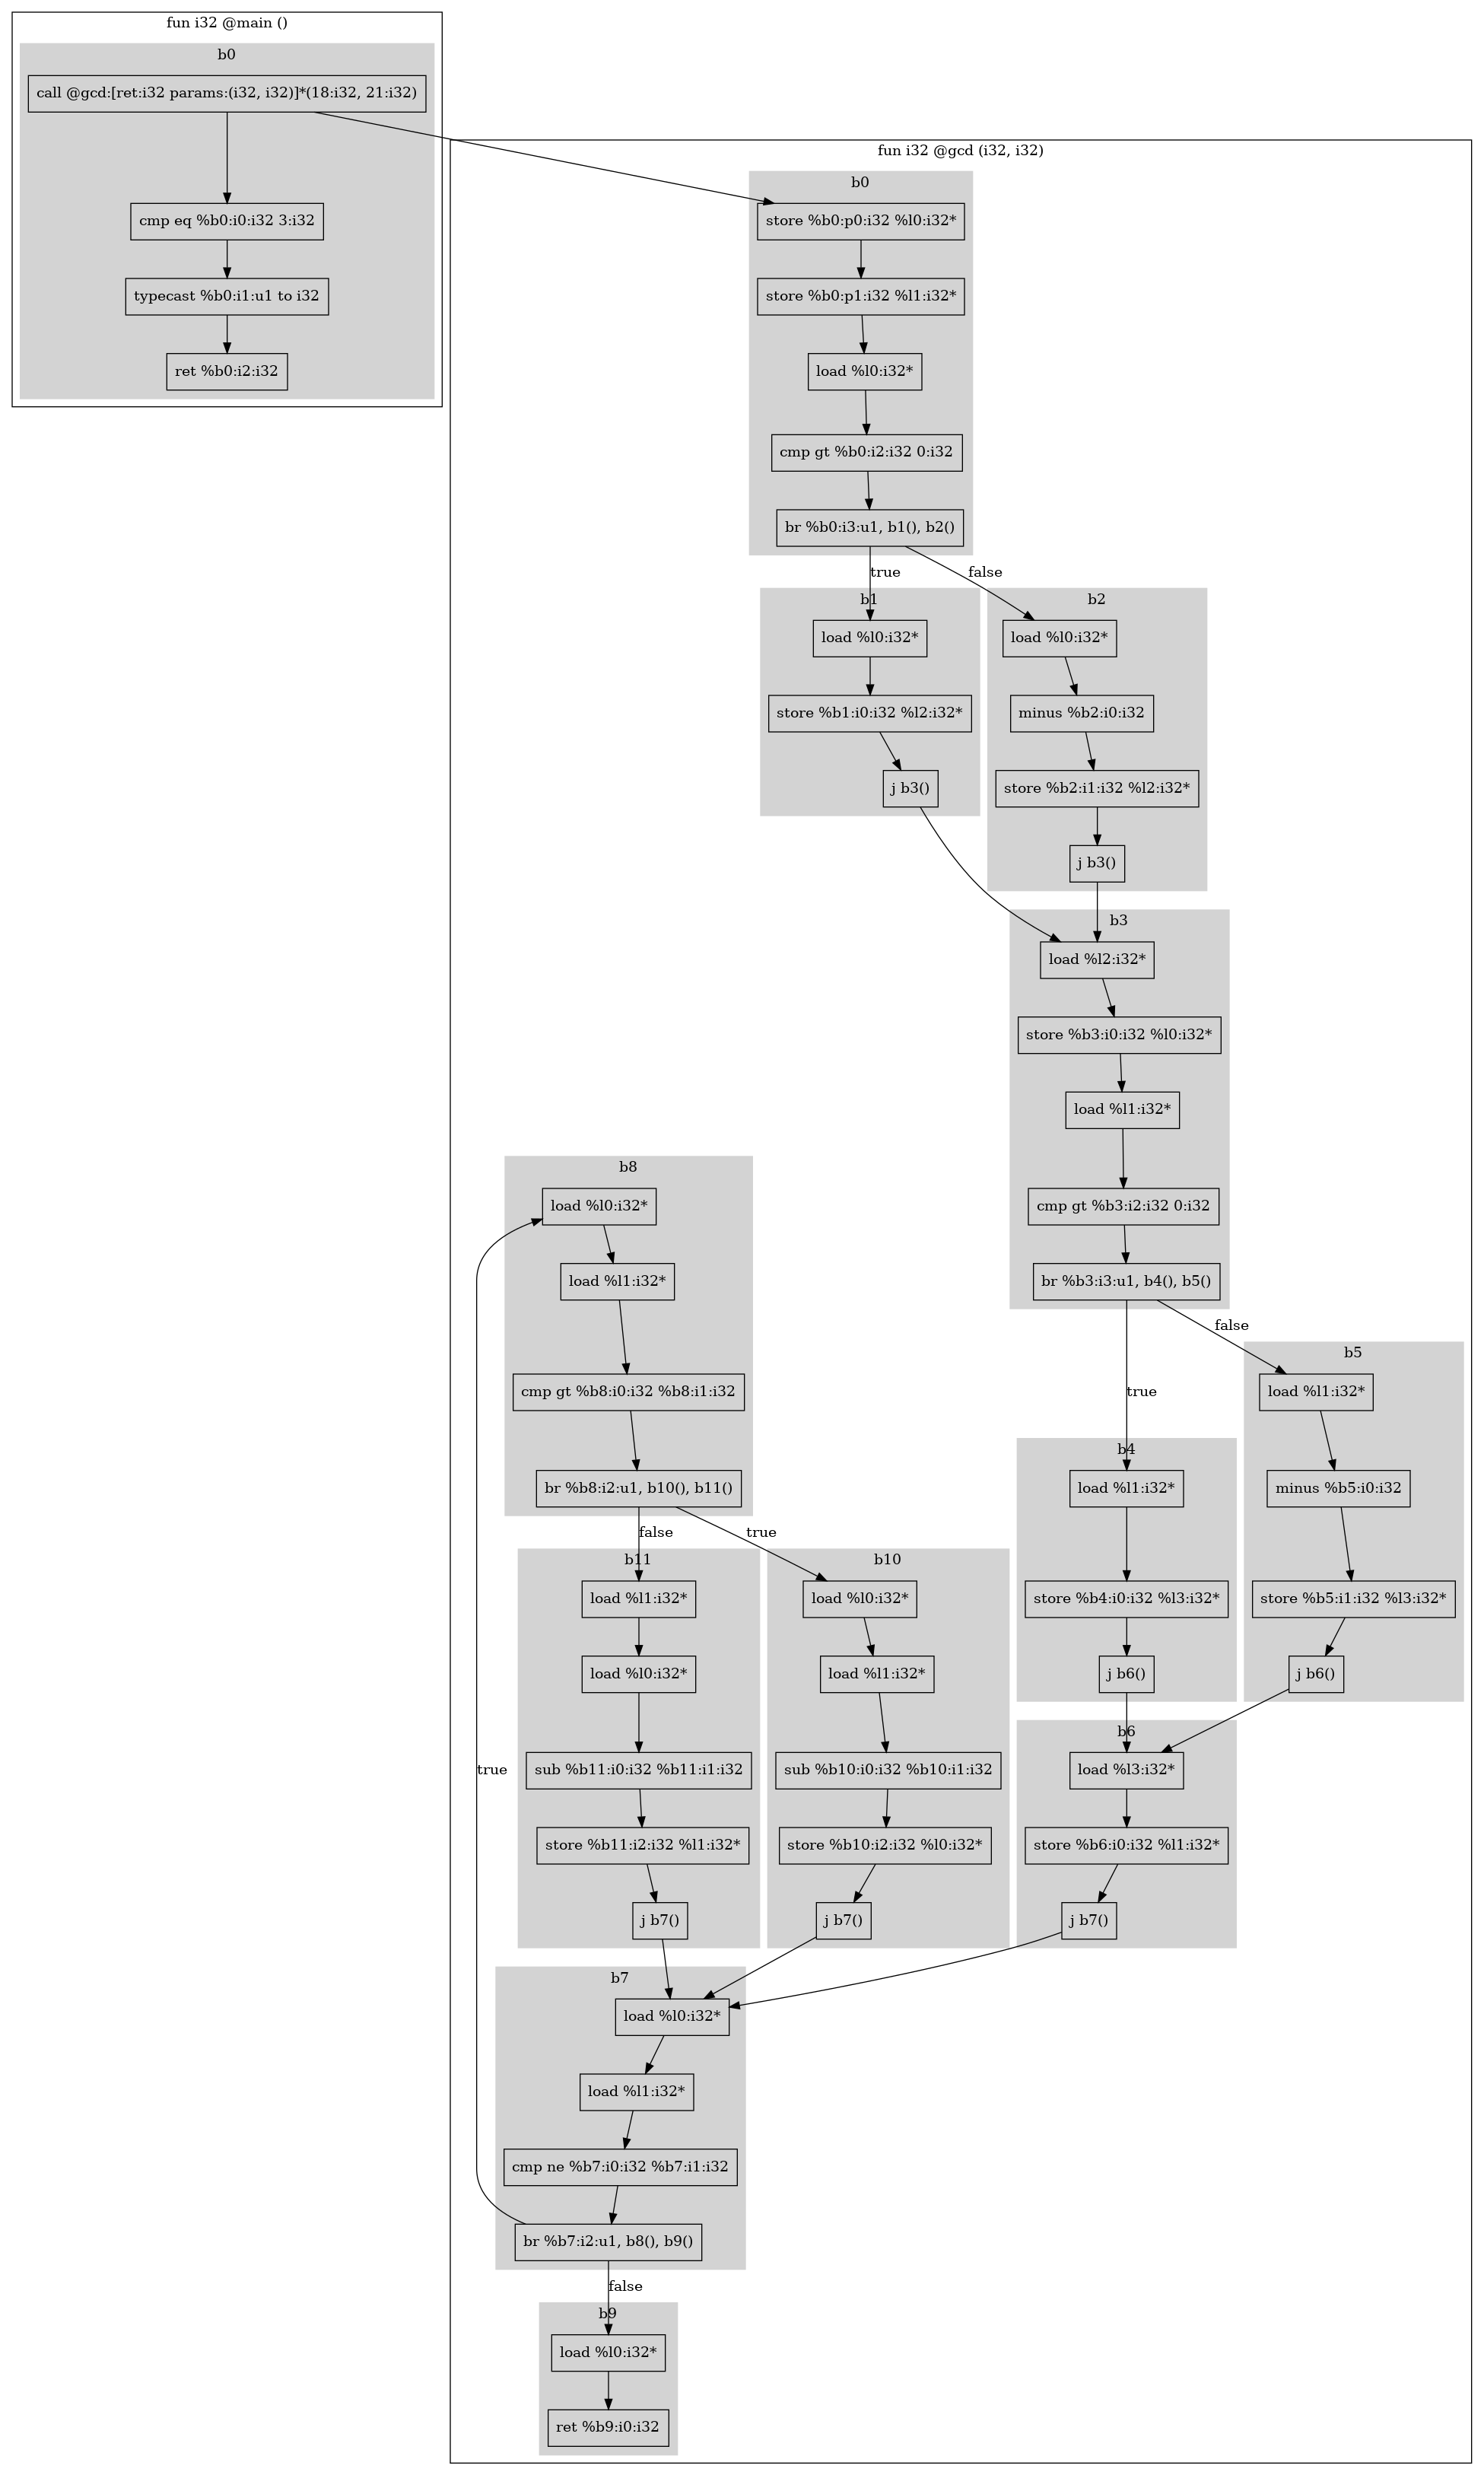 fun i32 @main ()
b0
call @gcd:[ret:i32 params:(i32, i32)]*(18:i32, 21:i32)
cmp eq %b0:i0:i32 3:i32
typecast %b0:i1:u1 to i32
ret %b0:i2:i32
fun i32 @gcd (i32, i32)
b0
store %b0:p0:i32 %l0:i32*
store %b0:p1:i32 %l1:i32*
load %l0:i32*
cmp gt %b0:i2:i32 0:i32
br %b0:i3:u1, b1(), b2()
true
false
b1
load %l0:i32*
store %b1:i0:i32 %l2:i32*
j b3()
b2
load %l0:i32*
minus %b2:i0:i32
store %b2:i1:i32 %l2:i32*
j b3()
b3
load %l2:i32*
store %b3:i0:i32 %l0:i32*
load %l1:i32*
cmp gt %b3:i2:i32 0:i32
br %b3:i3:u1, b4(), b5()
true
false
b4
load %l1:i32*
store %b4:i0:i32 %l3:i32*
j b6()
b5
load %l1:i32*
minus %b5:i0:i32
store %b5:i1:i32 %l3:i32*
j b6()
b6
load %l3:i32*
store %b6:i0:i32 %l1:i32*
j b7()
b8
load %l0:i32*
load %l1:i32*
cmp gt %b8:i0:i32 %b8:i1:i32
br %b8:i2:u1, b10(), b11()
false
true
b11
load %l1:i32*
load %l0:i32*
sub %b11:i0:i32 %b11:i1:i32
store %b11:i2:i32 %l1:i32*
j b7()
b10
load %l0:i32*
load %l1:i32*
sub %b10:i0:i32 %b10:i1:i32
store %b10:i2:i32 %l0:i32*
j b7()
true
b7
load %l0:i32*
load %l1:i32*
cmp ne %b7:i0:i32 %b7:i1:i32
br %b7:i2:u1, b8(), b9()
false
b9
load %l0:i32*
ret %b9:i0:i32